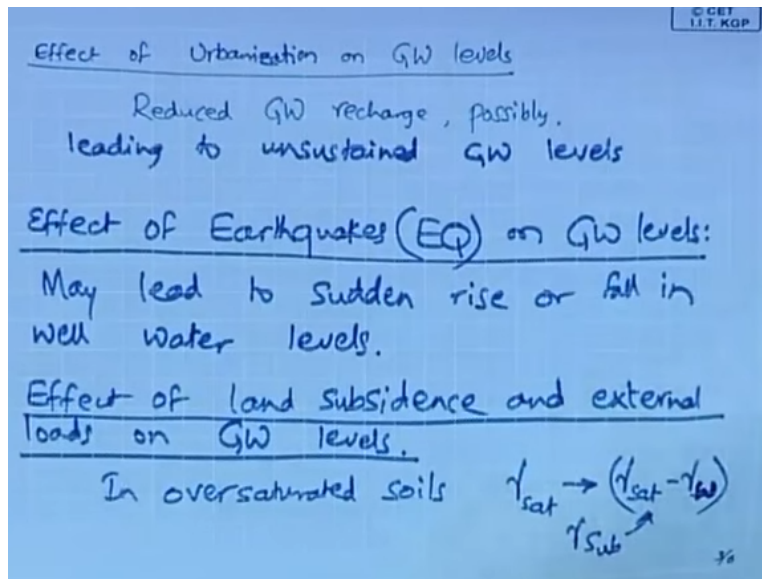 © CET
I.I.T. KGP
Effect of Urbanisation on GW levels
Reduced GW recharge, possibly.
leading to unsustained GW levels
Effect of Earthquakes (EQ) on GW levels:
May lead to sudden rise or fall in
well water levels.
Effect of land subsidence and external
loads on GW levels.
In oversaturated soils γsat → (γsat - γw)
γsub